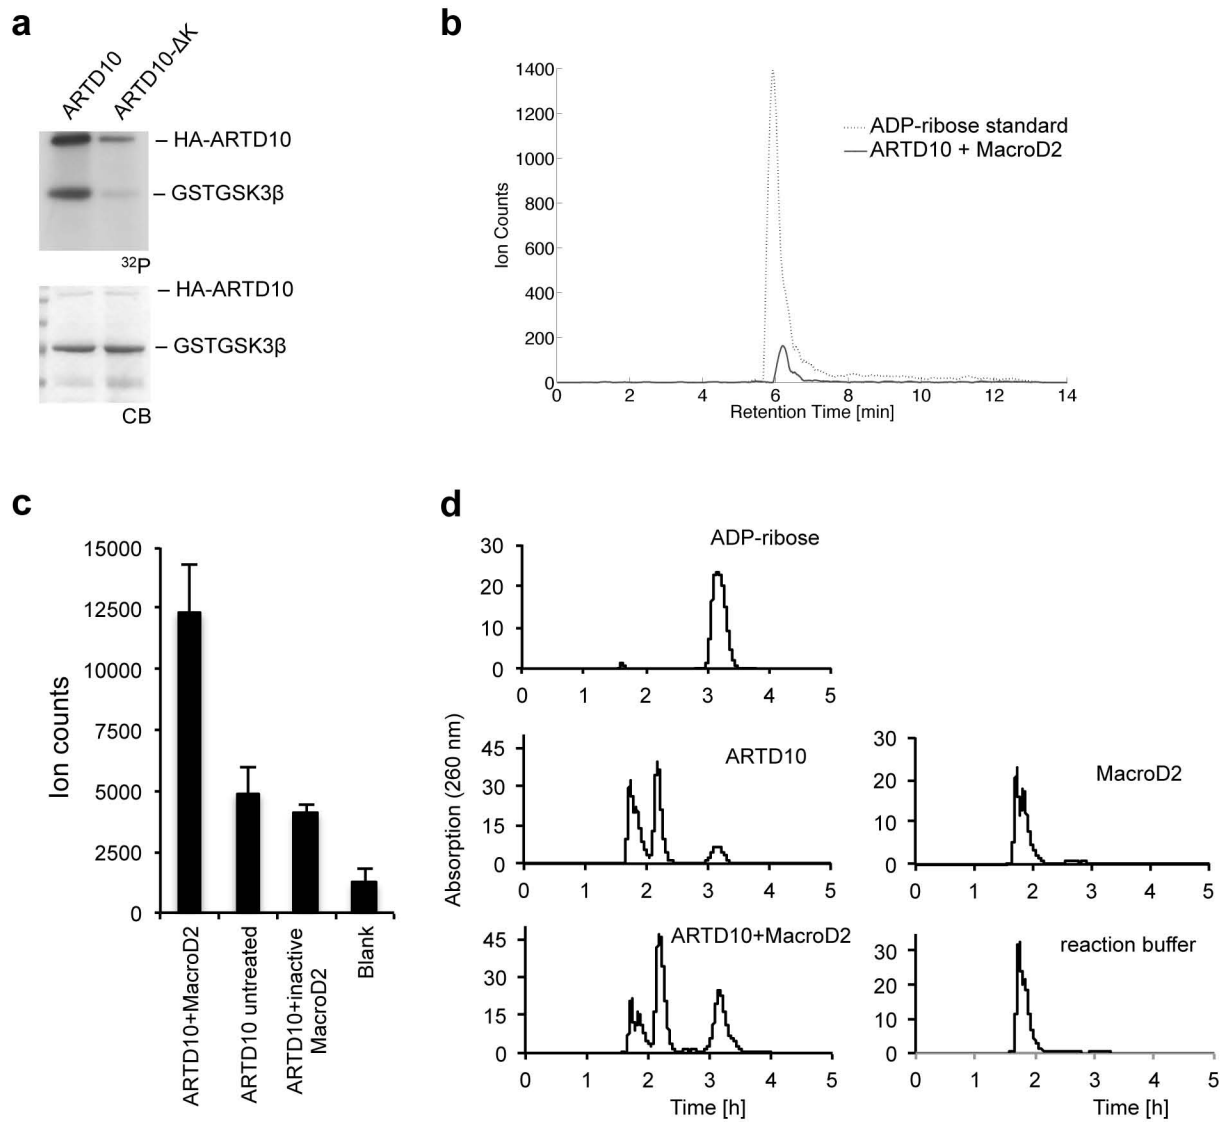 a
ARTD10
ARTD10-ΔK
– HA-ARTD10
– GSTGSK3β
32P
– HA-ARTD10
– GSTGSK3β
CB
b
1400
1200
1000
800
600
400
200
0
Ion Counts
ADP-ribose standard
ARTD10 + MacroD2
0 2 4 6 8 10 12 14
Retention Time [min]
c
15000
12500
10000
7500
5000
2500
0
Ion counts
ARTD10+MacroD2
ARTD10 untreated
ARTD10+inactive
MacroD2
Blank
d
Absorption (260 nm)
ADP-ribose
30
20
10
0
0 1 2 3 4 5
ARTD10
45
30
15
0
0 1 2 3 4 5
MacroD2
30
20
10
0
0 1 2 3 4 5
ARTD10+MacroD2
45
30
15
0
0 1 2 3 4 5
Time [h]
reaction buffer
30
20
10
0
0 1 2 3 4 5
Time [h]